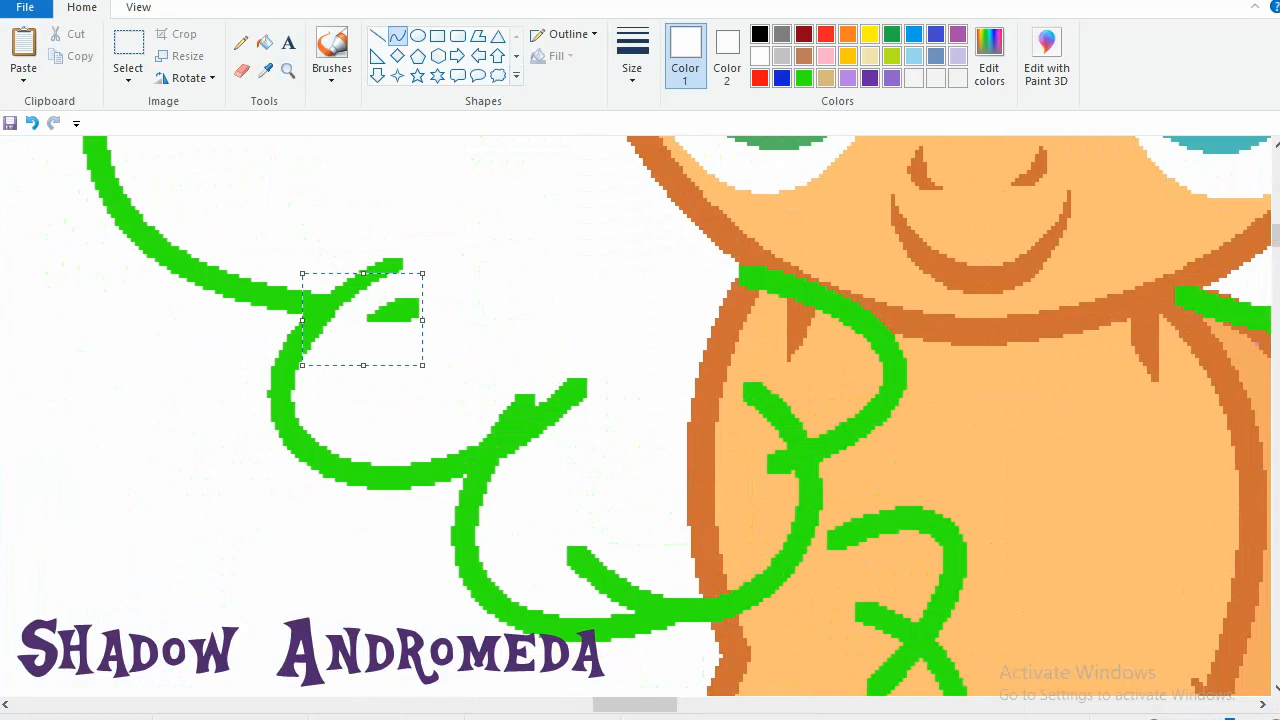 File Home View
Paste
Cut
Copy
Clipboard
Select
Resize
Rotate
Image
A
Tools
Brushes
Outline
Fill
Shapes
Size
Color 1
Color 2
Edit colors
Colors
Edit with Paint 3D
SHADOW ANDROMEDA
Activate Windows
Go to Settings to activate Windows.